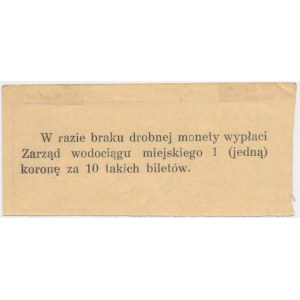 W razie braku drobnej monety wypłaci
Zarząd wodociągu miejskiego 1 (jedną)
koronę za 10 takich biletów.